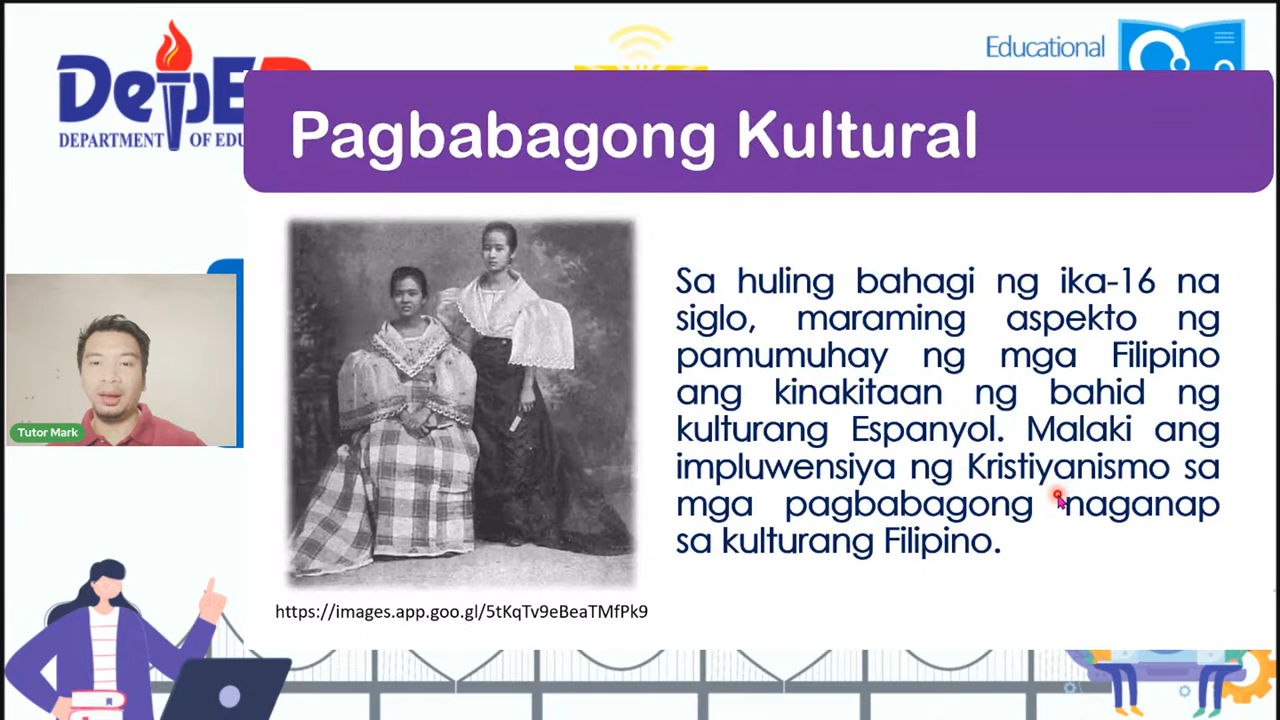 DepED
DEPARTMENT OF EDU
Educational
Pagbabagong Kultural
Sa huling bahagi ng ika-16 na
siglo, maraming aspekto ng
pamumuhay ng mga Filipino
ang kinakitaan ng bahid ng
kulturang Espanyol. Malaki ang
impluwensiya ng Kristiyanismo sa
mga pagbabagong naganap
sa kulturang Filipino.
Tutor Mark
https://images.app.goo.gl/5tKqTv9eBeaTMfPk9